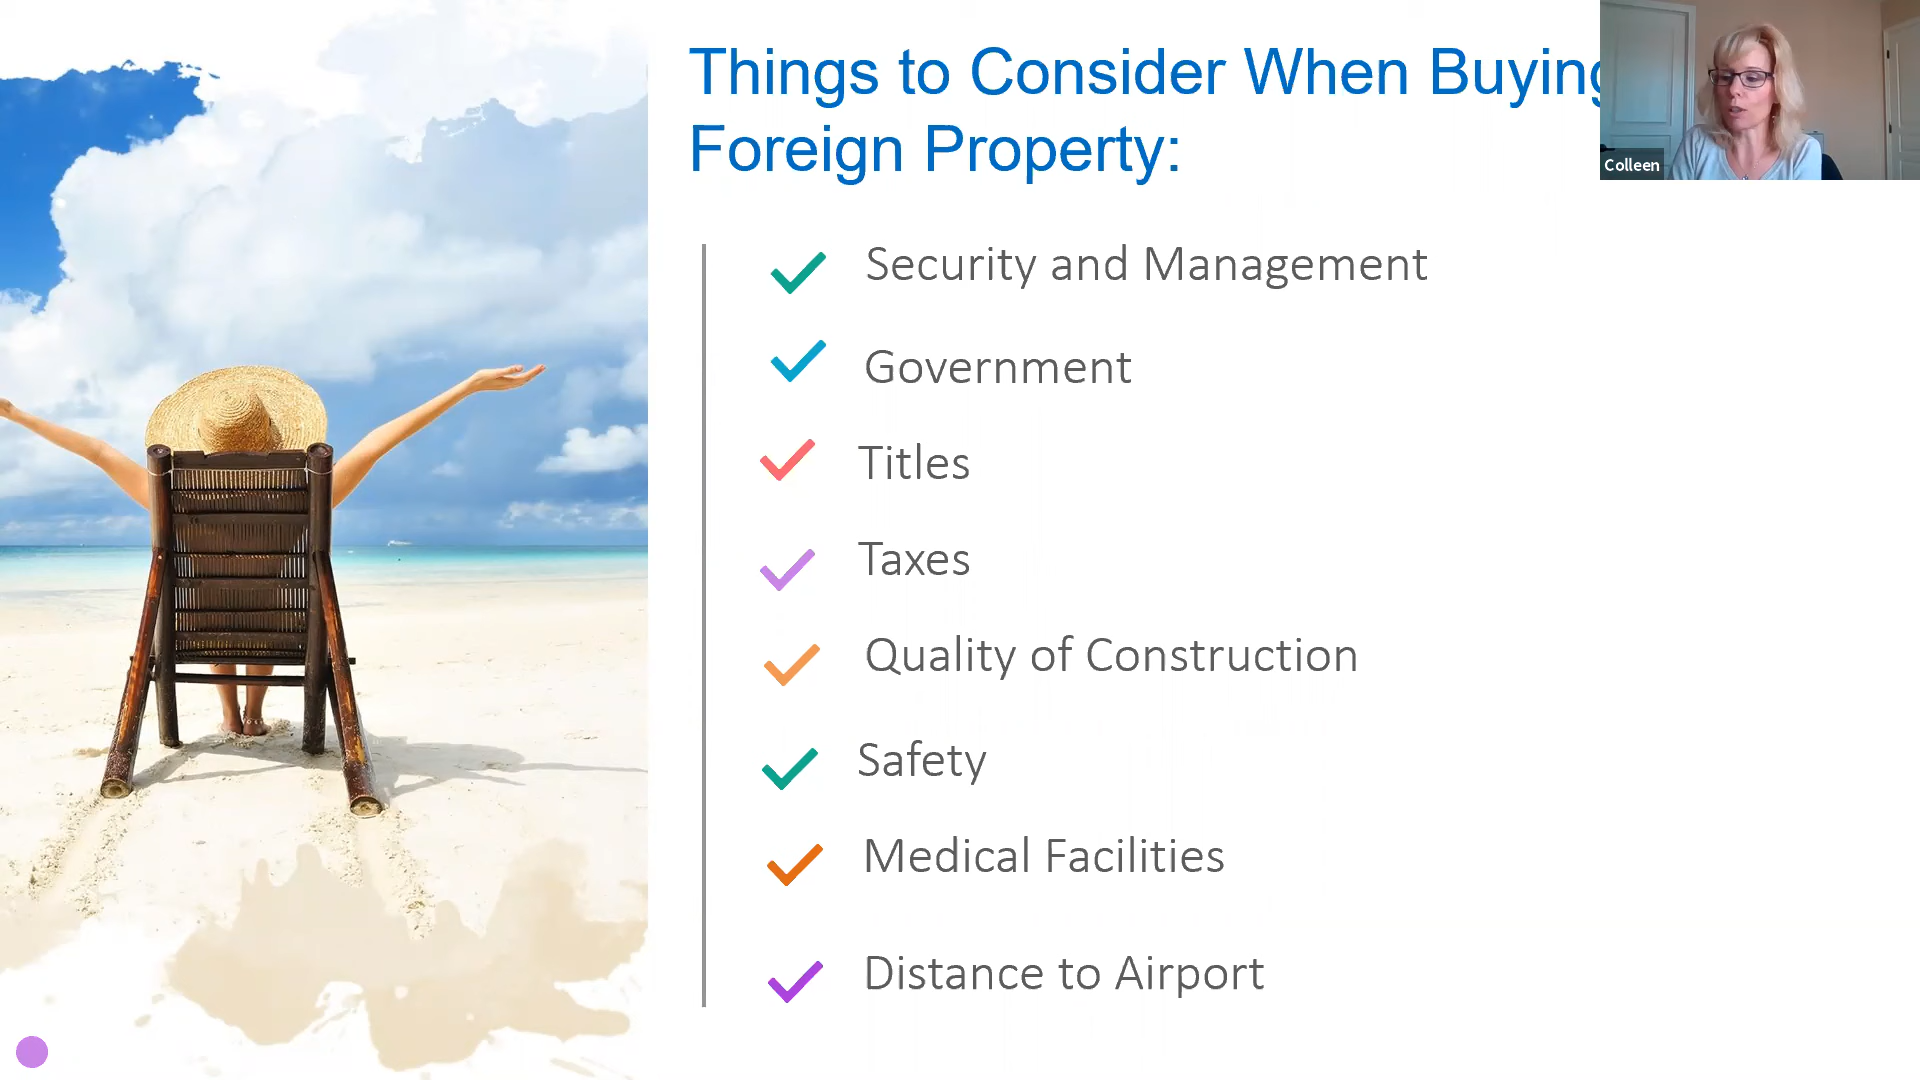 Things to Consider When Buying
Foreign Property:
Colleen
Security and Management
Government
Titles
Taxes
Quality of Construction
Safety
Medical Facilities
Distance to Airport